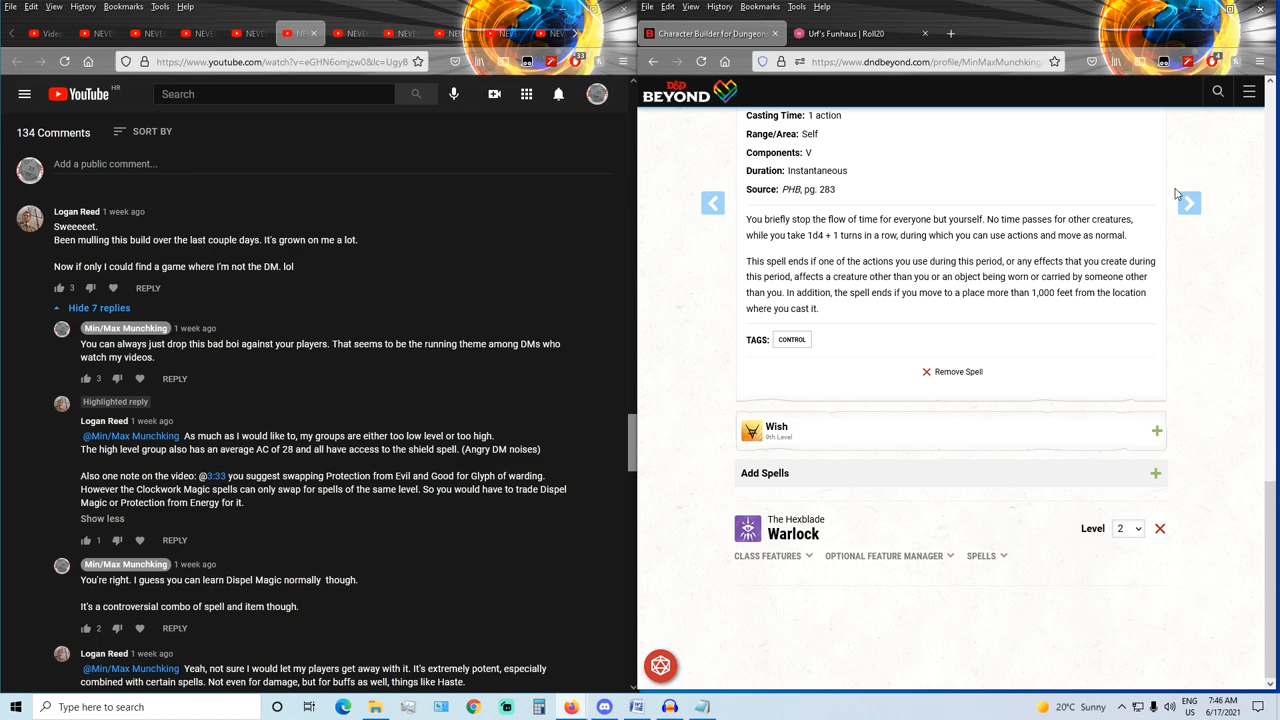 File Edit View History Bookmarks Tools Help
Video NEVE NEVE NEVE NEVE NE NEVE NEVE NEVE NEVE NEV
https://www.youtube.com/watch?v=eGHN6omjzw0&lc=UgyB
33
YouTube HR
Search
134 Comments SORT BY
Add a public comment...
Logan Reed 1 week ago
Sweeeeet.
Been mulling this build over the last couple days. It's grown on me a lot.
Now if only I could find a game where I'm not the DM. lol
3 REPLY
Hide 7 replies
Min/Max Munchking 1 week ago
You can always just drop this bad boi against your players. That seems to be the running theme among DMs who
watch my videos.
3 REPLY
Highlighted reply
Logan Reed 1 week ago
@Min/Max Munchking As much as I would like to, my groups are either too low level or too high.
The high level group also has an average AC of 28 and all have access to the shield spell. (Angry DM noises)
Also one note on the video: @3:33 you suggest swapping Protection from Evil and Good for Glyph of warding.
However the Clockwork Magic spells can only swap for spells of the same level. So you would have to trade Dispel
Magic or Protection from Energy for it.
Show less
1 REPLY
Min/Max Munchking 1 week ago
You're right. I guess you can learn Dispel Magic normally though.
It's a controversial combo of spell and item though.
2 REPLY
Logan Reed 1 week ago
@Min/Max Munchking Yeah, not sure I would let my players get away with it. It's extremely potent, especially
combined with certain spells. Not even for damage, but for buffs as well, things like Haste.
File Edit View History Bookmarks Tools Help
Character Builder for Dungeons Urf's Funhaus | Roll20
https://www.dndbeyond.com/profile/MinMaxMunchking
D&D
BEYOND
Casting Time: 1 action
Range/Area: Self
Components: V
Duration: Instantaneous
Source: PHB, pg. 283
You briefly stop the flow of time for everyone but yourself. No time passes for other creatures,
while you take 1d4 + 1 turns in a row, during which you can use actions and move as normal.
This spell ends if one of the actions you use during this period, or any effects that you create during
this period, affects a creature other than you or an object being worn or carried by someone other
than you. In addition, the spell ends if you move to a place more than 1,000 feet from the location
where you cast it.
TAGS: CONTROL
Remove Spell
Wish
9th Level
Add Spells
The Hexblade
Warlock
Level 2
CLASS FEATURES OPTIONAL FEATURE MANAGER SPELLS
Type here to search
20°C Sunny
ENG
US
7:46 AM
6/17/2021